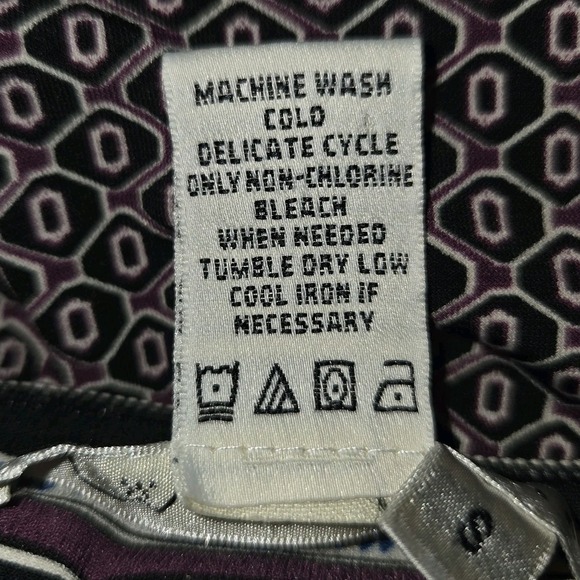 MACHINE WASH
COLD
DELICATE CYCLE
ONLY NON-CHLORINE
BLEACH
WHEN NEEDED
TUMBLE DRY LOW
COOL IRON IF
NECESSARY
S